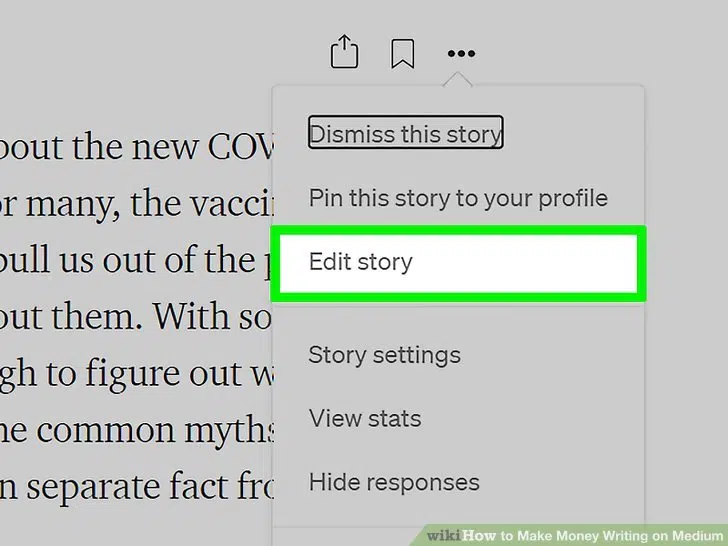 Dismiss this story
Pin this story to your profile
Edit story
Story settings
View stats
Hide responses
bout the new COV
or many, the vacci
pull us out of the
out them. With so
gh to figure out w
ne common myths
n separate fact fro
wikiHow to Make Money Writing on Medium